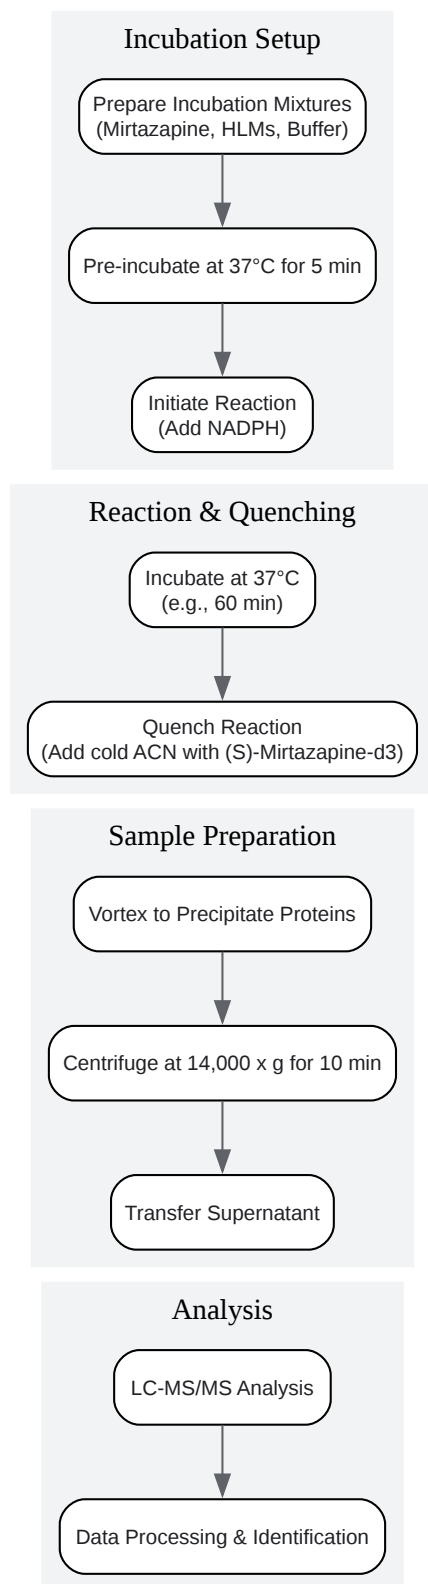 Incubation Setup
Prepare Incubation Mixtures
(Mirtazapine, HLMs, Buffer)
Pre-incubate at 37°C for 5 min
Initiate Reaction
(Add NADPH)
Reaction & Quenching
Incubate at 37°C
(e.g., 60 min)
Quench Reaction
(Add cold ACN with (S)-Mirtazapine-d3)
Sample Preparation
Vortex to Precipitate Proteins
Centrifuge at 14,000 x g for 10 min
Transfer Supernatant
Analysis
LC-MS/MS Analysis
Data Processing & Identification